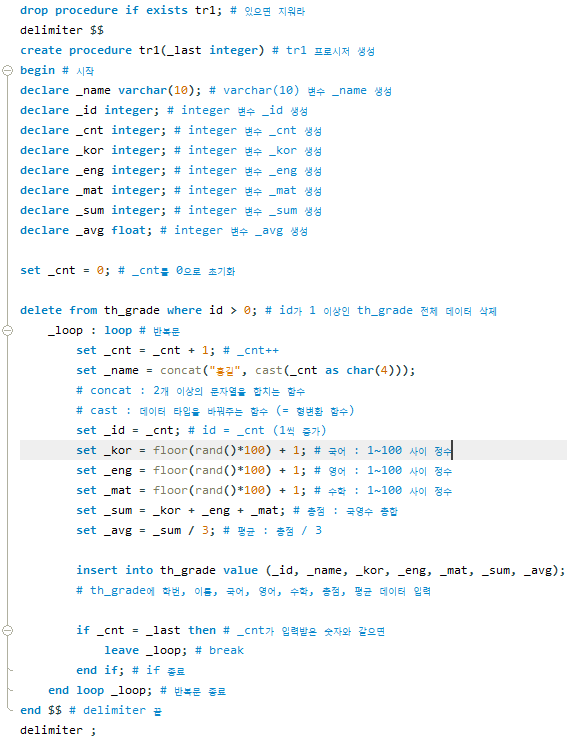 drop procedure if exists tr1; # 있으면 지워라
delimiter $$
create procedure tr1(_last integer) # tr1 프로시저 생성
begin # 시작
declare _name varchar(10); # varchar(10) 변수 _name 생성
declare _id integer; # integer 변수 _id 생성
declare _cnt integer; # integer 변수 _cnt 생성
declare _kor integer; # integer 변수 _kor 생성
declare _eng integer; # integer 변수 _eng 생성
declare _mat integer; # integer 변수 _mat 생성
declare _sum integer; # integer 변수 _sum 생성
declare _avg float; # integer 변수 _avg 생성
set _cnt = 0; # _cnt를 0으로 초기화
delete from th_grade where id > 0; # id가 1 이상인 th_grade 전체 데이터 삭제
_loop : loop # 반복문
set _cnt = _cnt + 1; # _cnt++
set _name = concat("홍길", cast(_cnt as char(4)));
# concat : 2개 이상의 문자열을 합치는 함수
# cast : 데이터 타입을 바꿔주는 함수 (= 형변환 함수)
set _id = _cnt; # id = _cnt (1씩 증가)
set _kor = floor(rand()*100) + 1; # 국어 : 1~100 사이 정수
set _eng = floor(rand()*100) + 1; # 영어 : 1~100 사이 정수
set _mat = floor(rand()*100) + 1; # 수학 : 1~100 사이 정수
set _sum = _kor + _eng + _mat; # 총점 : 국영수 총합
set _avg = _sum / 3; # 평균 : 총점 / 3
insert into th_grade value (_id, _name, _kor, _eng, _mat, _sum, _avg);
# th_grade에 학번, 이름, 국어, 영어, 수학, 총점, 평균 데이터 입력
if _cnt = _last then # _cnt가 입력받은 숫자와 같으면
leave _loop; # break
end if; # if 종료
end loop _loop; # 반복문 종료
end $$ # delimiter 끝
delimiter ;